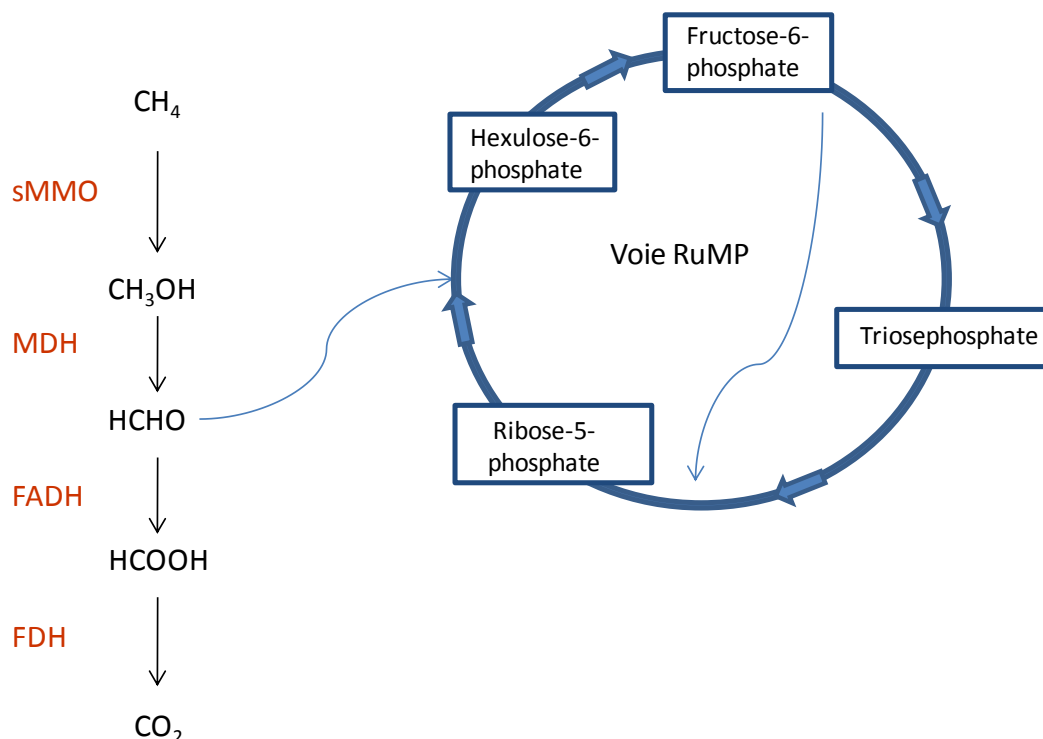 CH₄
sMMO
CH₃OH
MDH
HCHO
FADH
HCOOH
FDH
CO₂
Fructose-6-
phosphate
Hexulose-6-
phosphate
Voie RuMP
Triosephosphate
Ribose-5-
phosphate